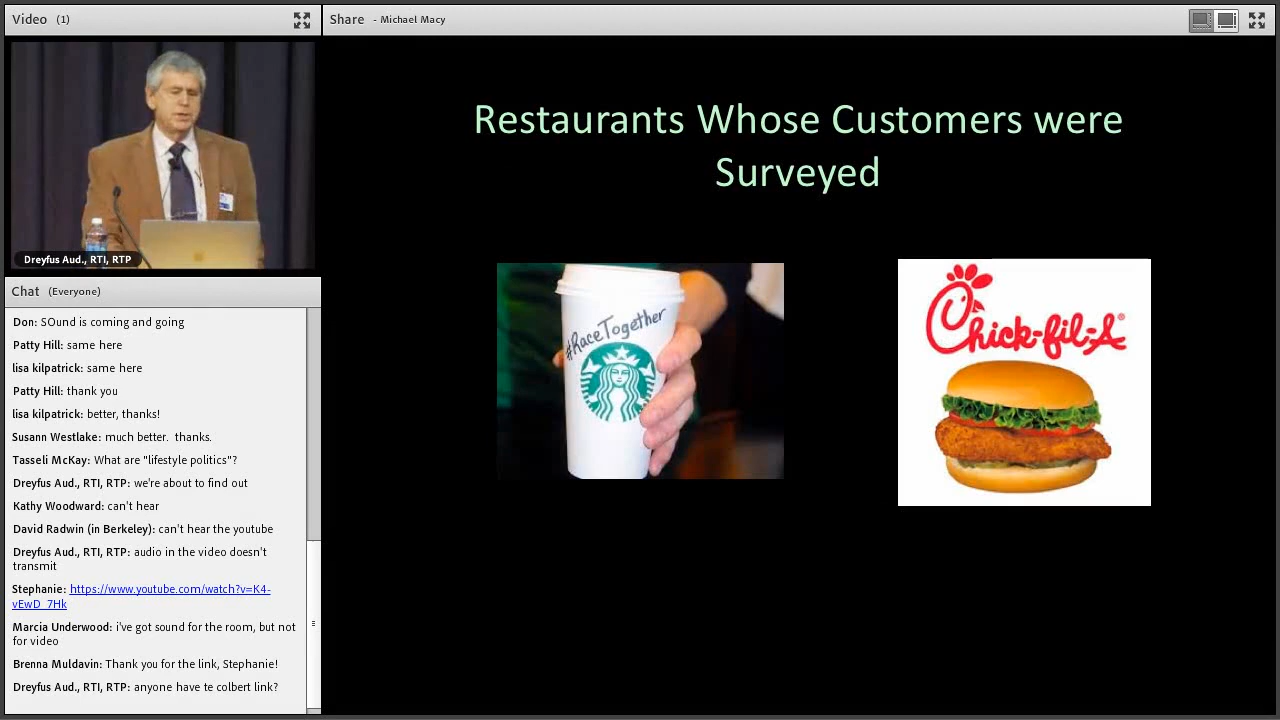 Video (1)
Share - Michael Macy
Dreyfus Aud., RTI, RTP
Chat (Everyone)
Don: SOund is coming and going
Patty Hill: same here
lisa kilpatrick: same here
Patty Hill: thank you
lisa kilpatrick: better, thanks!
Susann Westlake: much better. thanks.
Tasseli McKay: What are "lifestyle politics"?
Dreyfus Aud., RTI, RTP: we're about to find out
Kathy Woodward: can't hear
David Radwin (in Berkeley): can't hear the youtube
Dreyfus Aud., RTI, RTP: audio in the video doesn't
transmit
Stephanie: https://www.youtube.com/watch?v=K4-
vEwD_7Hk
Marcia Underwood: i've got sound for the room, but not
for video
Brenna Muldavin: Thank you for the link, Stephanie!
Dreyfus Aud., RTI, RTP: anyone have te colbert link?
Restaurants Whose Customers were
Surveyed
#RaceTogether
Chick-fil-A®